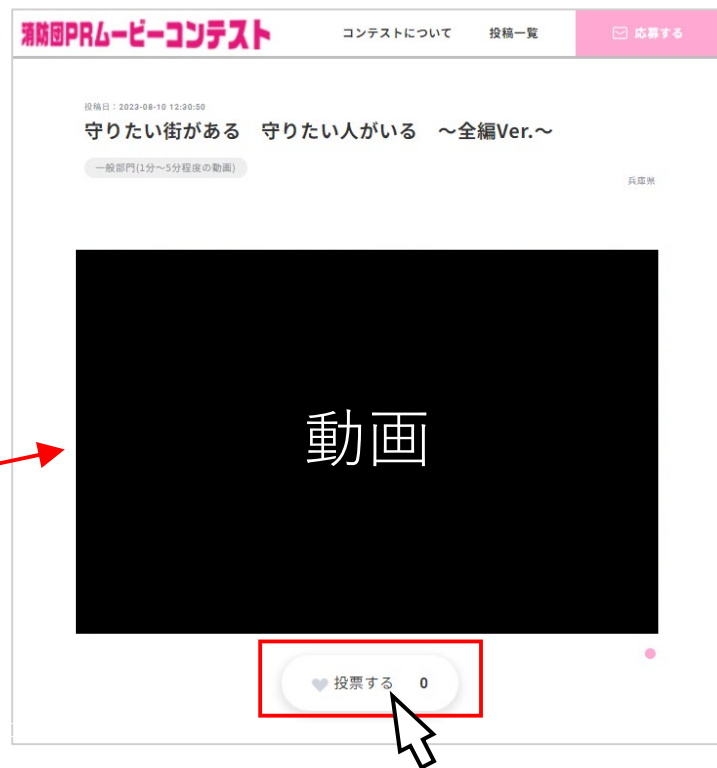 消防団PRムービーコンテスト コンテストについて 投稿一覧 応募する
投稿日：2023-08-10 12:30:50
守りたい街がある　守りたい人がいる　～全編Ver.～
一般部門(1分～5分程度の動画)
兵庫県
動画
投票する 0